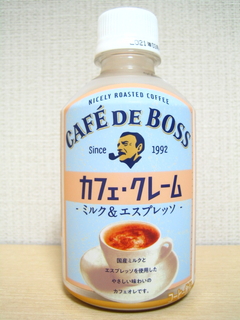 NICELY ROASTED COFFEE
CAFÉ DE BOSS
Since 1992
カフェ・クレーム
- ミルク&エスプレッソ -
国産ミルクと
エスプレッソを使用した
やさしい味わいの
カフェオレです。